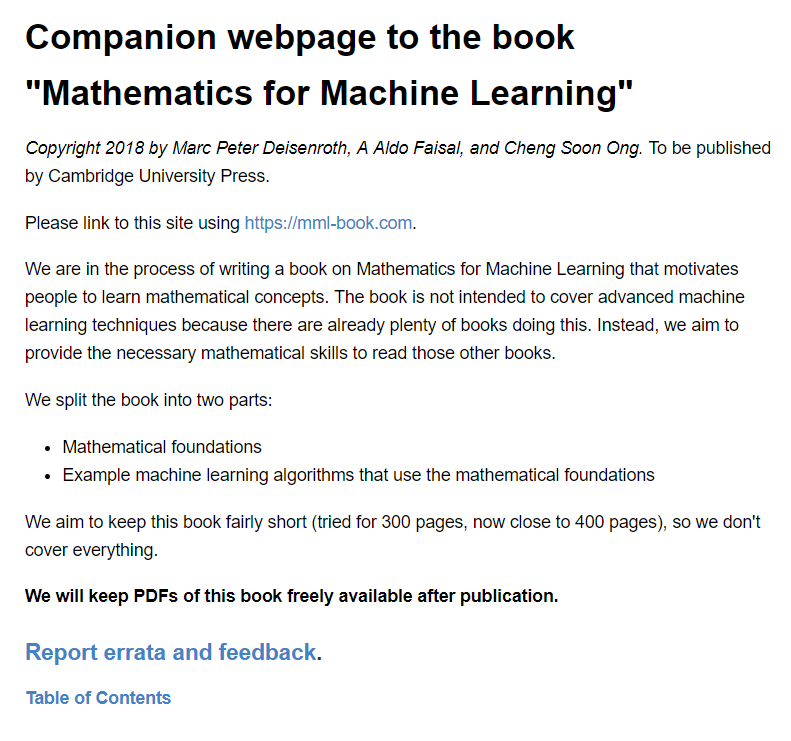 Companion webpage to the book
"Mathematics for Machine Learning"
Copyright 2018 by Marc Peter Deisenroth, A Aldo Faisal, and Cheng Soon Ong. To be published
by Cambridge University Press.
Please link to this site using https://mml-book.com.
We are in the process of writing a book on Mathematics for Machine Learning that motivates
people to learn mathematical concepts. The book is not intended to cover advanced machine
learning techniques because there are already plenty of books doing this. Instead, we aim to
provide the necessary mathematical skills to read those other books.
We split the book into two parts:
• Mathematical foundations
• Example machine learning algorithms that use the mathematical foundations
We aim to keep this book fairly short (tried for 300 pages, now close to 400 pages), so we don't
cover everything.
We will keep PDFs of this book freely available after publication.
Report errata and feedback.
Table of Contents